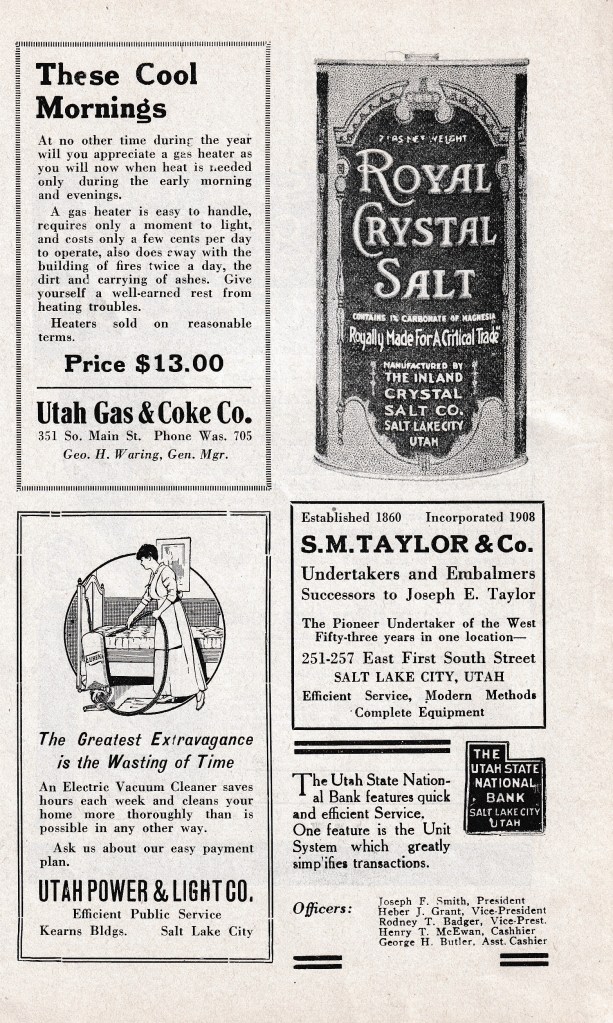 These Cool
Mornings
At no other time during the year
will you appreciate a gas heater as
you will now when heat is needed
only during the early morning
and evenings.
A gas heater is easy to handle,
requires only a moment to light,
and costs only a few cents per day
to operate, also does away with the
building of fires twice a day, the
dirt and carrying of ashes. Give
yourself a well-earned rest from
heating troubles.
Heaters sold on reasonable
terms.
Price $13.00
Utah Gas & Coke Co.
351 So. Main St. Phone Was. 705
Geo. H. Waring, Gen. Mgr.
NET WEIGHT
ROYAL
CRYSTAL
SALT
CONTAINS 1% CARBONATE OF MAGNESIA
"Royally Made For A Critical Trade"
MANUFACTURED BY
THE INLAND
CRYSTAL
SALT CO.
SALT LAKE CITY
UTAH
Established 1860 Incorporated 1908
S.M. TAYLOR & Co.
Undertakers and Embalmers
Successors to Joseph E. Taylor
The Pioneer Undertaker of the West
Fifty-three years in one location—
251-257 East First South Street
SALT LAKE CITY, UTAH
Efficient Service, Modern Methods
Complete Equipment
EUREKA
The Greatest Extravagance
is the Wasting of Time
An Electric Vacuum Cleaner saves
hours each week and cleans your
home more thoroughly than is
possible in any other way.
Ask us about our easy payment
plan.
UTAH POWER & LIGHT CO.
Efficient Public Service
Kearns Bldgs. Salt Lake City
The Utah State Nation-
al Bank features quick
and efficient Service.
One feature is the Unit
System which greatly
simplifies transactions.
THE
UTAH STATE
NATIONAL
BANK
SALT LAKE CITY
UTAH
Officers:
Joseph F. Smith, President
Heber J. Grant, Vice-President
Rodney T. Badger, Vice-Prest.
Henry T. McEwan, Cashhier
George H. Butler, Asst. Cashier